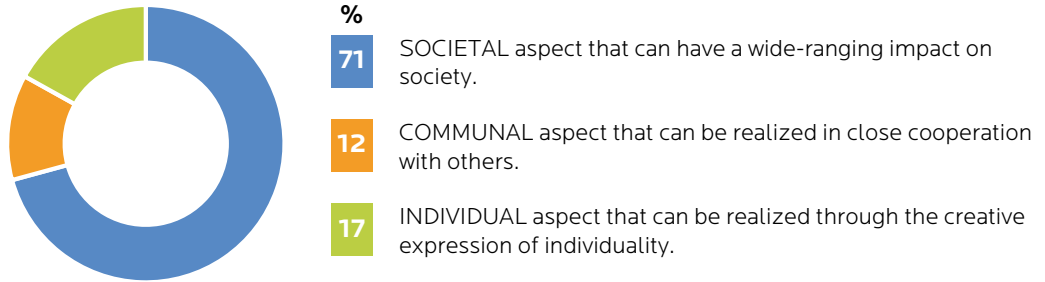 %
71
SOCIETAL aspect that can have a wide-ranging impact on
society.
12
COMMUNAL aspect that can be realized in close cooperation
with others.
17
INDIVIDUAL aspect that can be realized through the creative
expression of individuality.